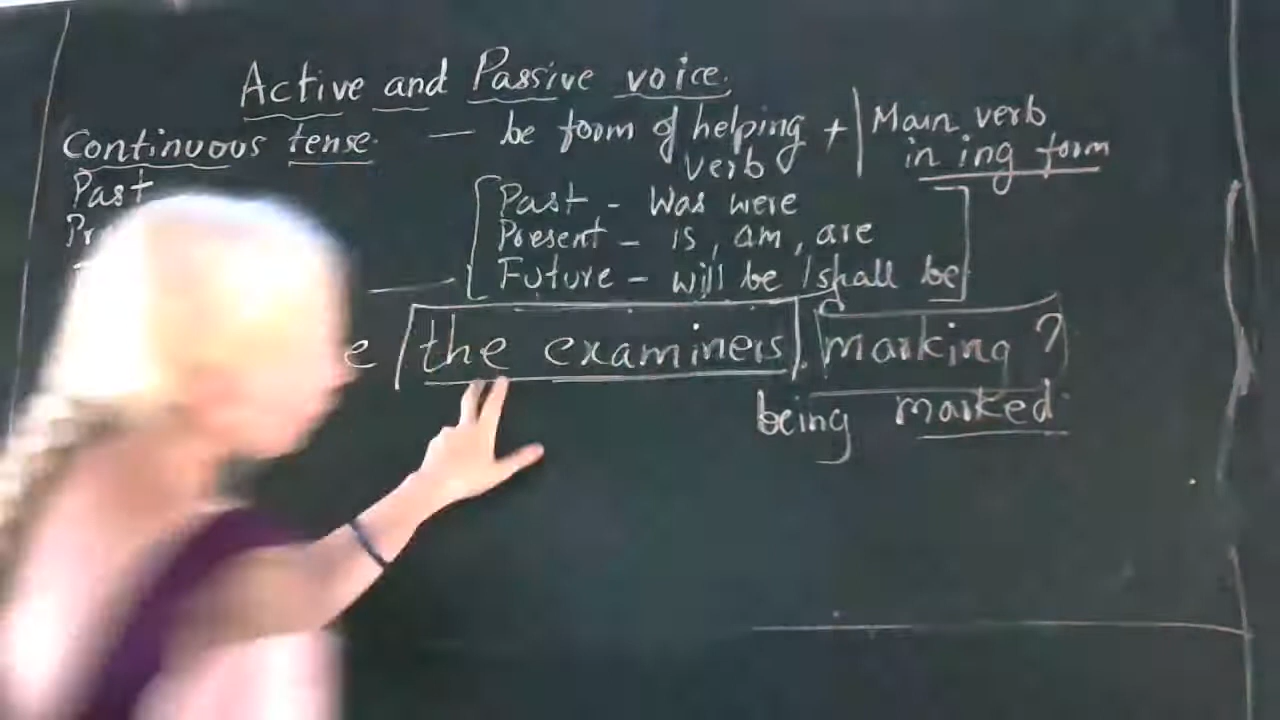 Active and Passive voice.
Continuous tense. — be form of helping verb + | Main verb in ing form
Past
Past - Was were
Present - is, am, are
Future - will be / shall be
the examiners marking ?
being marked